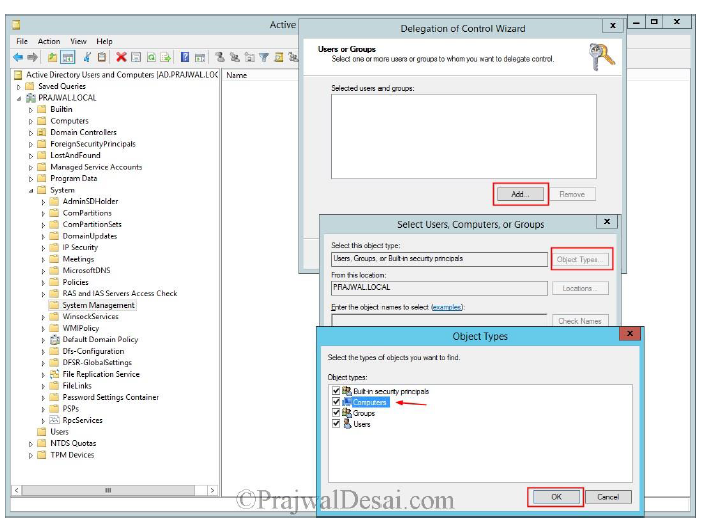 Active
File Action View Help
Active Directory Users and Computers [AD.PRAJWAL.LOC
Saved Queries
PRAJWAL.LOCAL
Builtin
Computers
Domain Controllers
ForeignSecurityPrincipals
LostAndFound
Managed Service Accounts
Program Data
System
AdminSDHolder
ComPartitions
ComPartitionSets
DomainUpdates
IP Security
Meetings
MicrosoftDNS
Policies
RAS and IAS Servers Access Check
System Management
WinsockServices
WMIPolicy
Default Domain Policy
Dfs-Configuration
DFSR-GlobalSettings
File Replication Service
FileLinks
Password Settings Container
PSPs
RpcServices
Users
NTDS Quotas
TPM Devices
Name
Delegation of Control Wizard
Users or Groups
Select one or more users or groups to whom you want to delegate control.
Selected users and groups:
Add... Remove
Select Users, Computers, or Groups
Select this object type:
Users, Groups, or Built-in security principals Object Types...
From this location:
PRAJWAL.LOCAL Locations...
Enter the object names to select (examples):
Check Names
Object Types
Select the types of objects you want to find.
Object types:
Built-in security principals
Computers
Groups
Users
OK Cancel
©PrajwalDesai.com